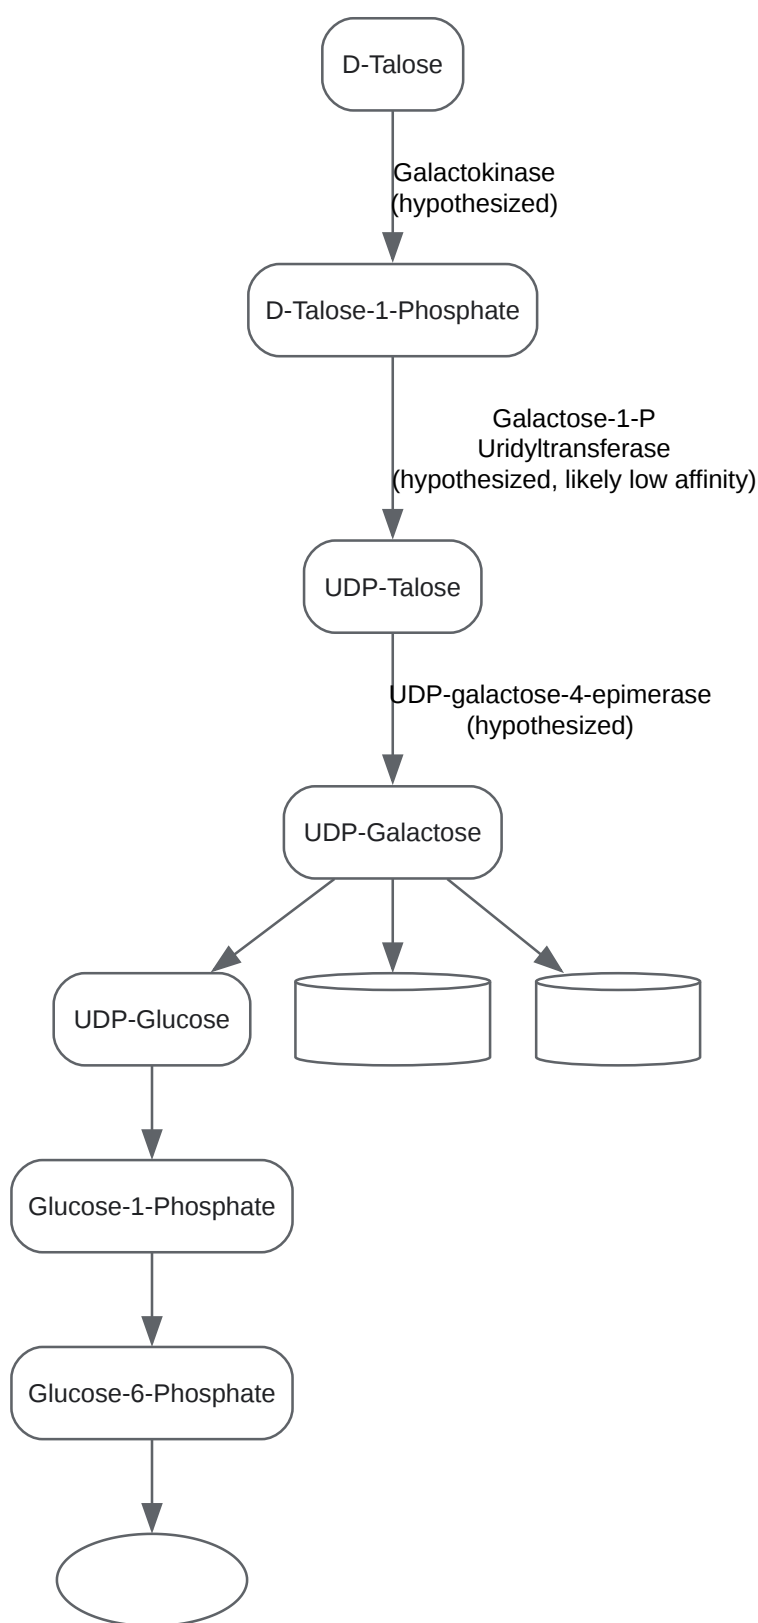 D-Talose
Galactokinase
(hypothesized)
D-Talose-1-Phosphate
Galactose-1-P
Uridyltransferase
(hypothesized, likely low affinity)
UDP-Talose
UDP-galactose-4-epimerase
(hypothesized)
UDP-Galactose
UDP-Glucose
Glucose-1-Phosphate
Glucose-6-Phosphate